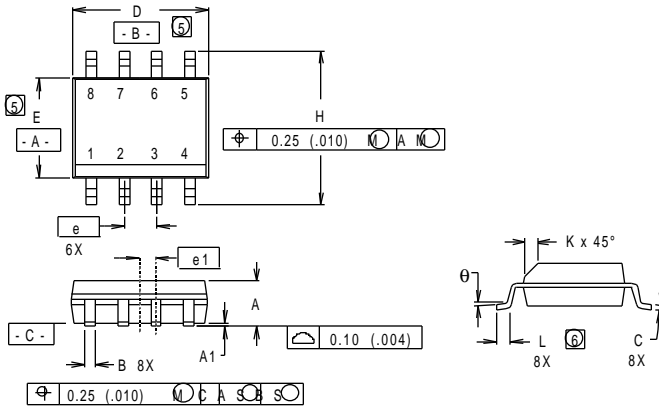 D
- B -
5
8 7 6 5
5
E
H
- A -
0.25 (.010) M A M
1 2 3 4
e
6X
e1
K x 45°
θ
A
- C -
A1
0.10 (.004)
L 6
C
B 8X
8X
8X
0.25 (.010) M C A S B S